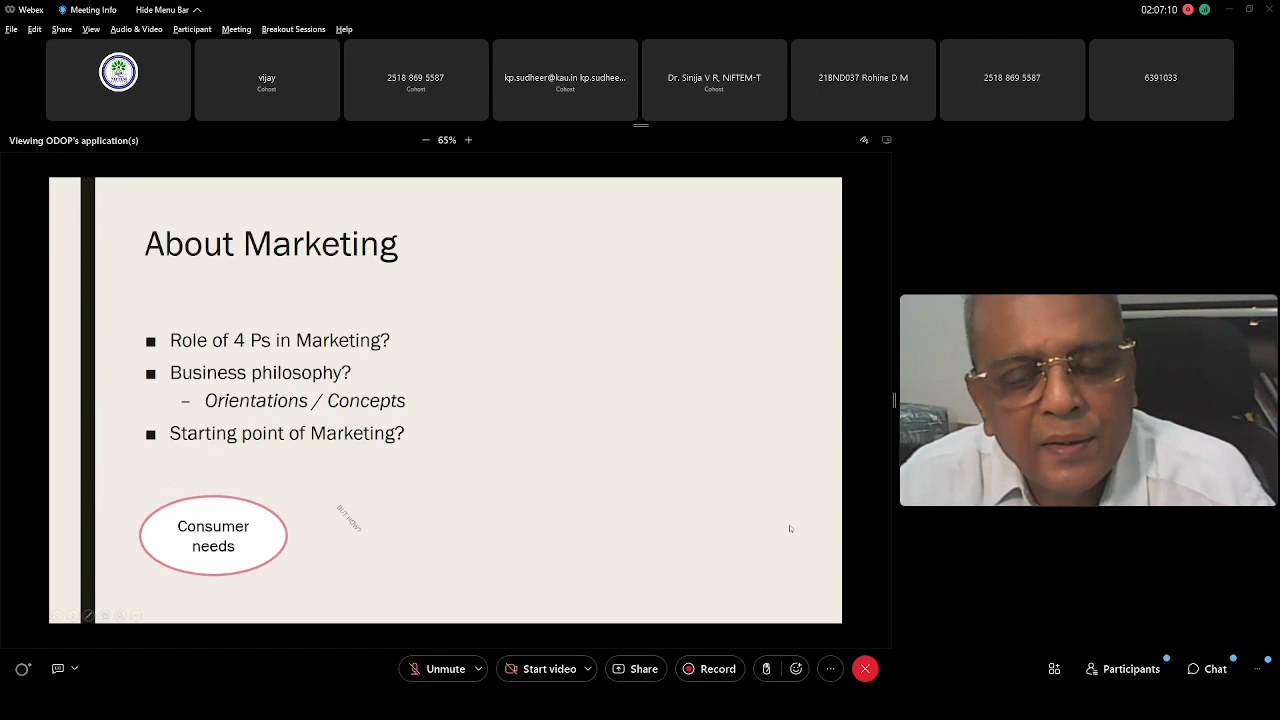 Webex
Meeting Info
Hide Menu Bar
02:07:10
File Edit Share View Audio & Video Participant Meeting Breakout Sessions Help
vijay
Cohost
2518 869 5587
Cohost
kp.sudheer@kau.in kp.sudhee...
Cohost
Dr. Sinija V R, NIFTEM-T
Cohost
21BND037 Rohine D M
2518 869 5587
6391033
Viewing ODOP's application(s)
− 65% +
About Marketing
■ Role of 4 Ps in Marketing?
■ Business philosophy?
– Orientations / Concepts
■ Starting point of Marketing?
BUT HOW?
Consumer
needs
Unmute
Start video
Share
Record
Participants
Chat